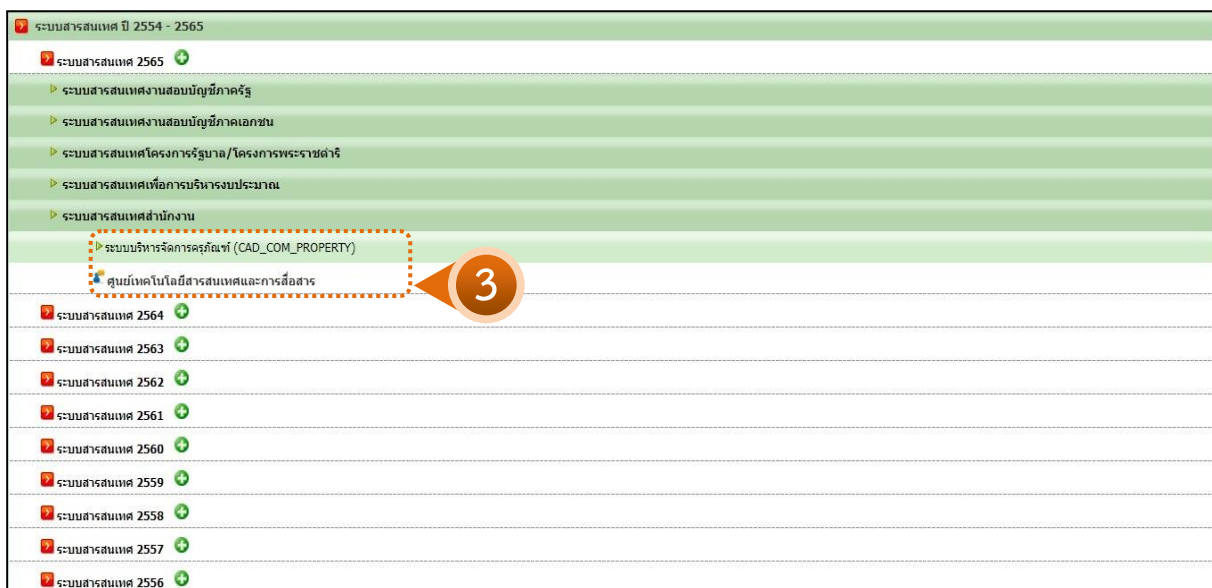 ระบบสารสนเทศ ปี 2554 - 2565
ระบบสารสนเทศ 2565
ระบบสารสนเทศงานสอบบัญชีภาครัฐ
ระบบสารสนเทศงานสอบบัญชีภาคเอกชน
ระบบสารสนเทศโครงการรัฐบาล/โครงการพระราชดำริ
ระบบสารสนเทศเพื่อการบริหารงบประมาณ
ระบบสารสนเทศสำนักงาน
ระบบบริหารจัดการครุภัณฑ์ (CAD_COM_PROPERTY)
ศูนย์เทคโนโลยีสารสนเทศและการสื่อสาร
3
ระบบสารสนเทศ 2564
ระบบสารสนเทศ 2563
ระบบสารสนเทศ 2562
ระบบสารสนเทศ 2561
ระบบสารสนเทศ 2560
ระบบสารสนเทศ 2559
ระบบสารสนเทศ 2558
ระบบสารสนเทศ 2557
ระบบสารสนเทศ 2556